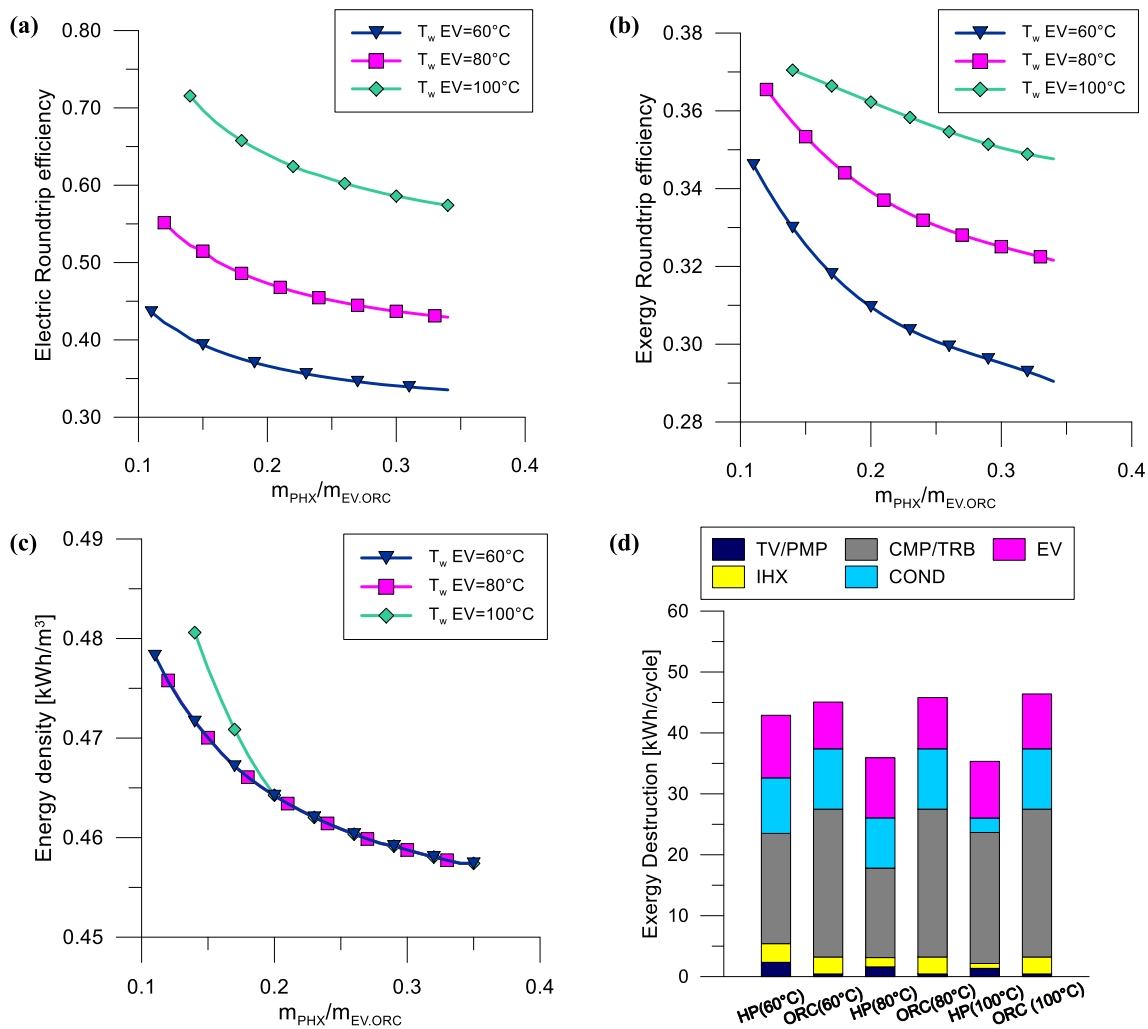 (a)
T_w EV=60°C
T_w EV=80°C
T_w EV=100°C
0.80
0.70
0.60
0.50
0.40
0.30
Electric Roundtrip efficiency
0.1 0.2 0.3 0.4
m_PHX/m_EV.ORC
(b)
T_w EV=60°C
T_w EV=80°C
T_w EV=100°C
0.38
0.36
0.34
0.32
0.30
0.28
Exergy Roundtrip efficiency
0.1 0.2 0.3 0.4
m_PHX/m_EV.ORC
(c)
T_w EV=60°C
T_w EV=80°C
T_w EV=100°C
0.49
0.48
0.47
0.46
0.45
Energy density [kWh/m³]
0.1 0.2 0.3 0.4
m_PHX/m_EV.ORC
(d)
TV/PMP CMP/TRB EV
IHX COND
60
50
40
30
20
10
0
Exergy Destruction [kWh/cycle]
HP(60°C)
ORC(60°C)
HP(80°C)
ORC(80°C)
HP(100°C)
ORC (100°C)